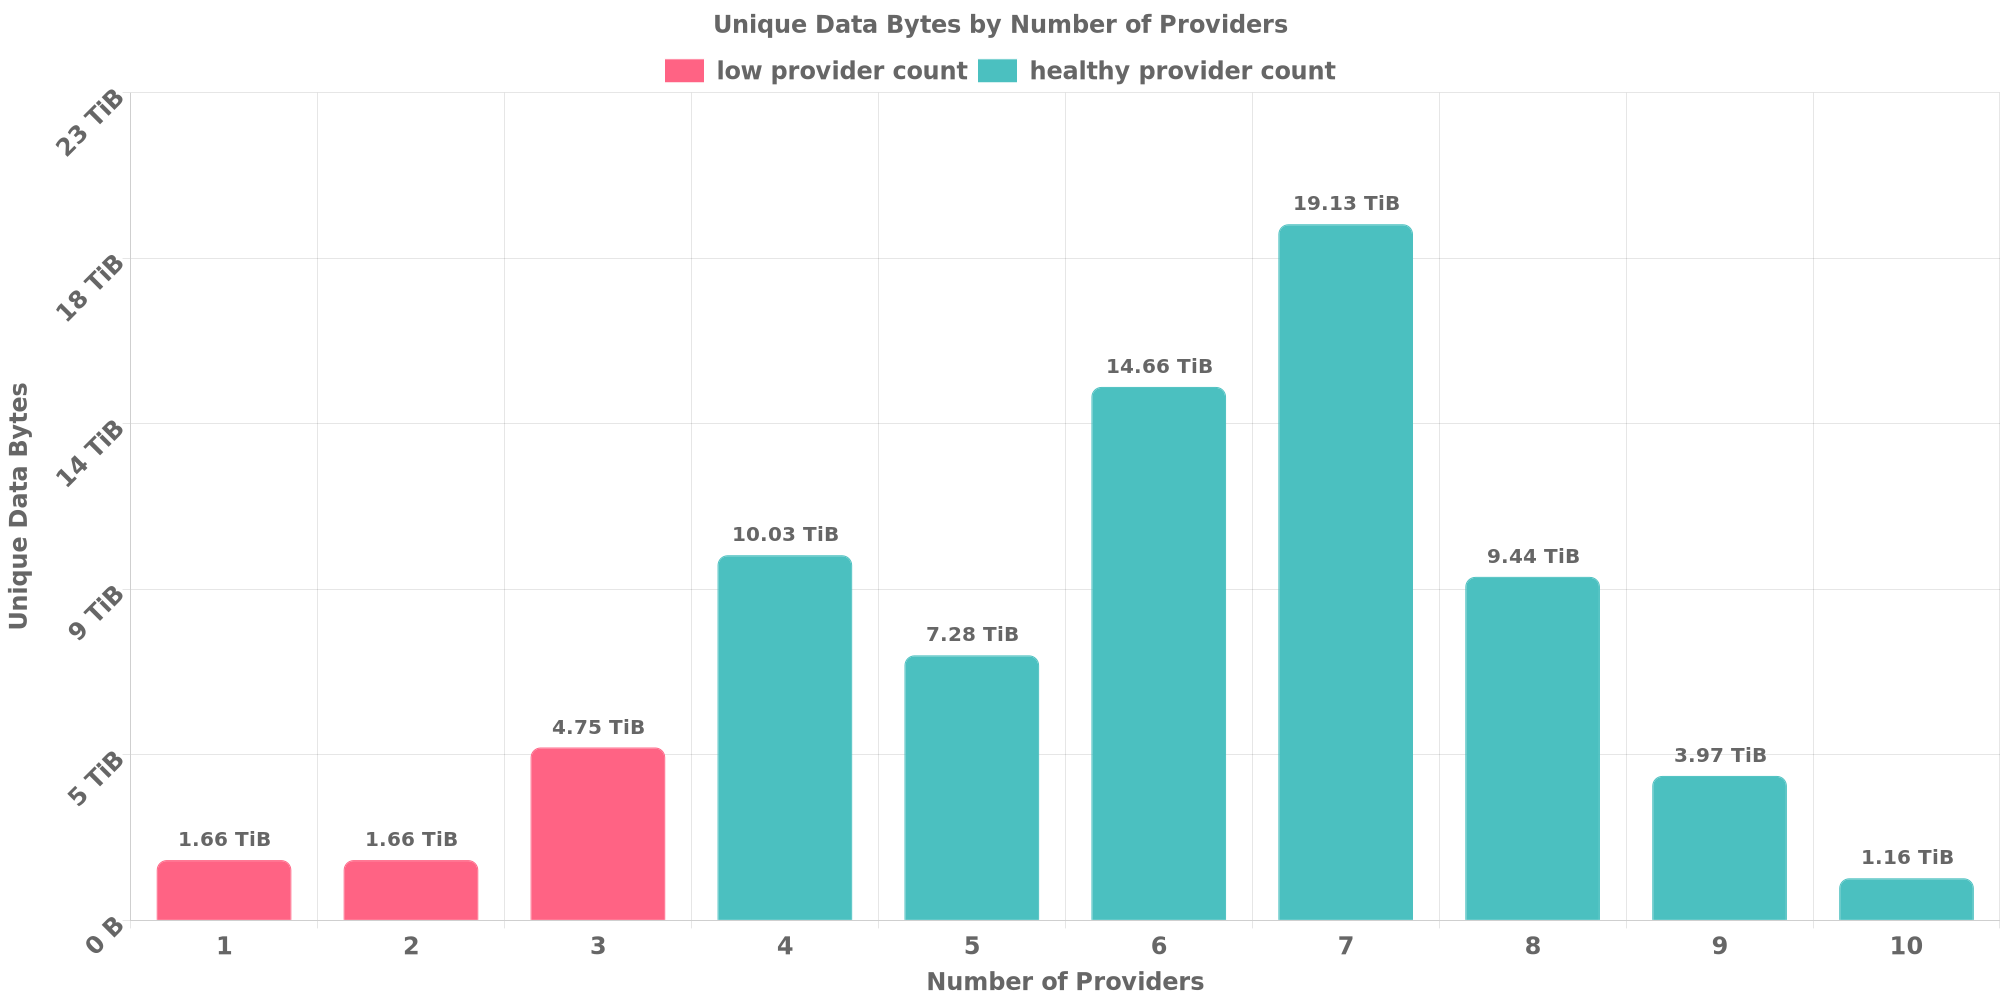 Unique Data Bytes by Number of Providers
low provider count healthy provider count
Unique Data Bytes
23 TiB
18 TiB
14 TiB
9 TiB
5 TiB
0 B
1.66 TiB
1.66 TiB
4.75 TiB
10.03 TiB
7.28 TiB
14.66 TiB
19.13 TiB
9.44 TiB
3.97 TiB
1.16 TiB
1 2 3 4 5 6 7 8 9 10
Number of Providers